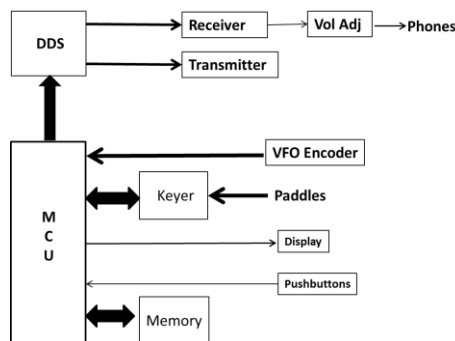 DDS
Receiver
Vol Adj
Phones
Transmitter
VFO Encoder
Keyer
Paddles
M
C
U
Display
Pushbuttons
Memory